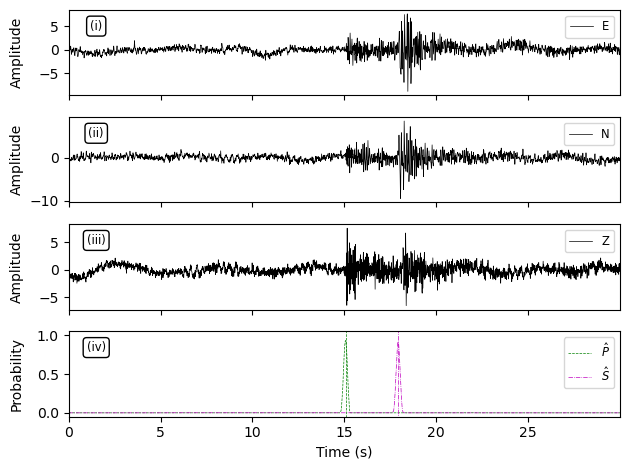 (i)
E
Amplitude
5
0
−5
(ii)
N
Amplitude
0
−10
(iii)
Z
Amplitude
5
0
−5
(iv)
P̂
Ŝ
Probability
1.0
0.5
0.0
0 5 10 15 20 25
Time (s)